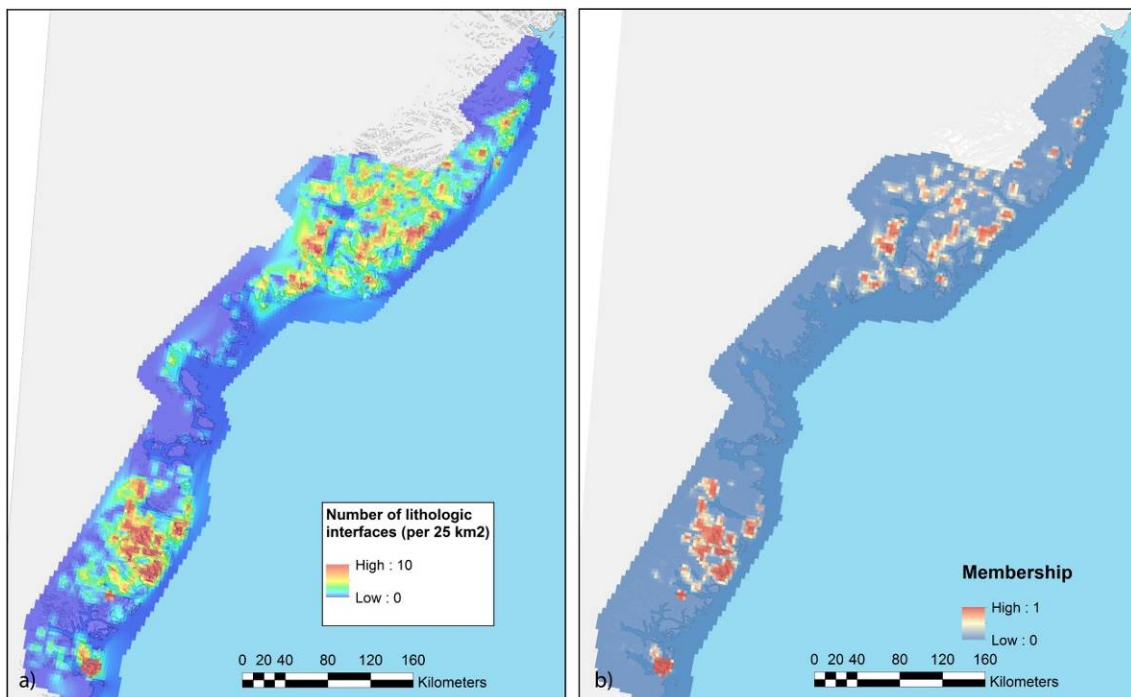 Number of lithologic
interfaces (per 25 km2)
High : 10
Low : 0
0 20 40 80 120 160
Kilometers
a)
Membership
High : 1
Low : 0
0 20 40 80 120 160
Kilometers
b)